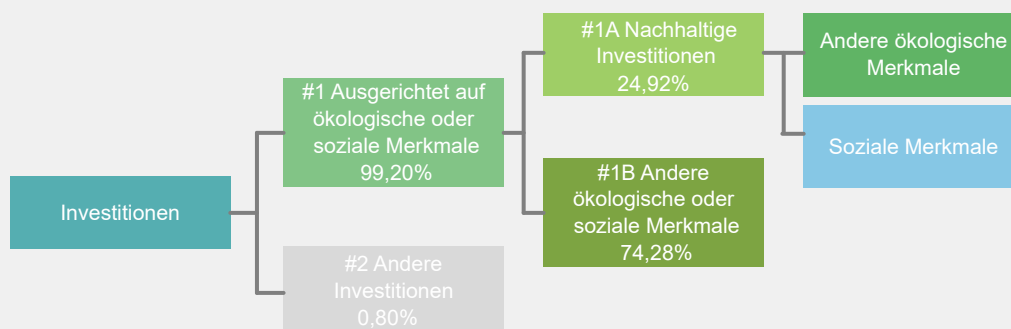 Investitionen
#1 Ausgerichtet auf
ökologische oder
soziale Merkmale
99,20%
#2 Andere
Investitionen
0,80%
#1A Nachhaltige
Investitionen
24,92%
#1B Andere
ökologische oder
soziale Merkmale
74,28%
Andere ökologische
Merkmale
Soziale Merkmale